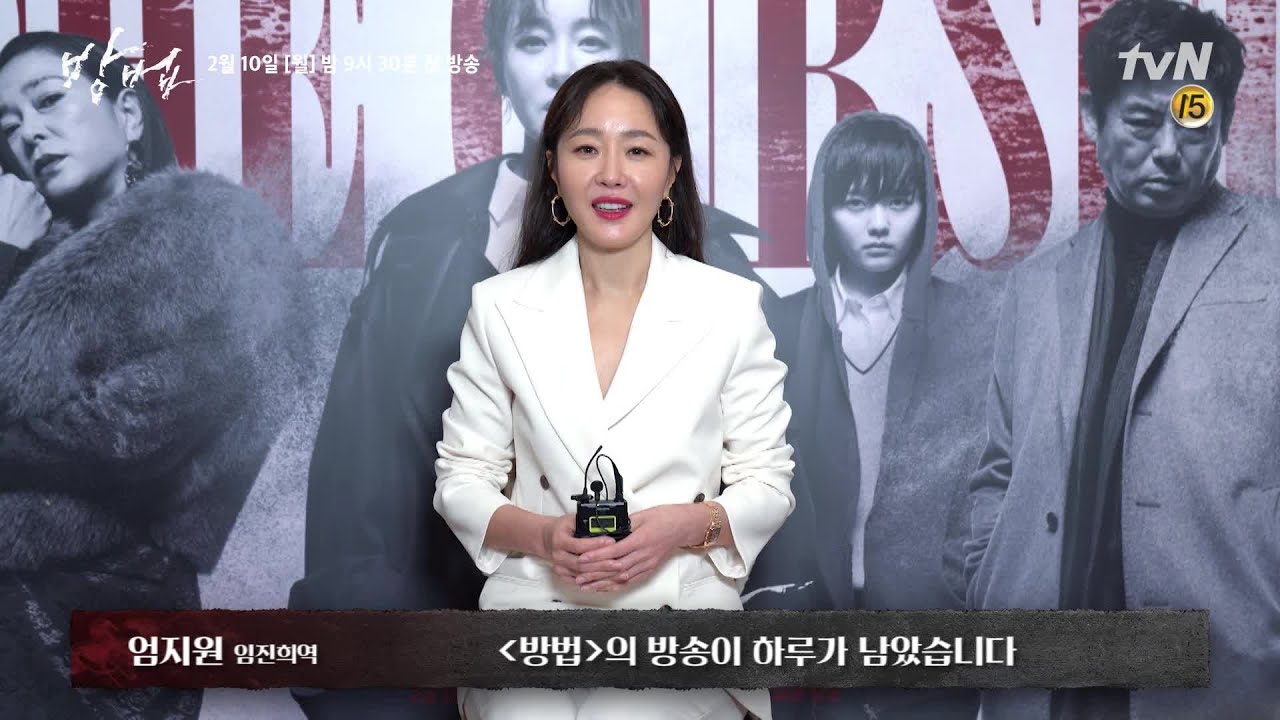 방법
2월 10일 [월] 밤 9시 30분 첫 방송
tvN
15
THE CURSED
엄지원 임진희역
<방법>의 방송이 하루가 남았습니다